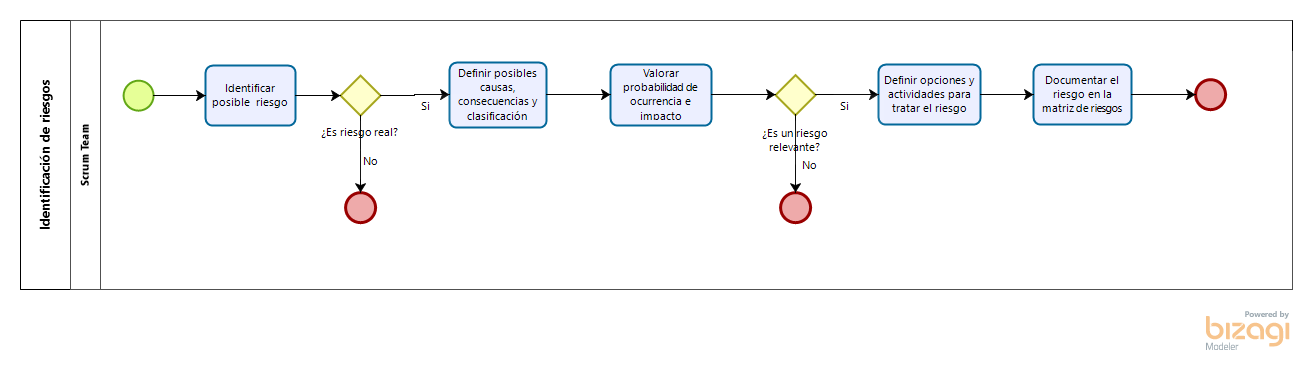 Identificación de riesgos
Scrum Team
Identificar
posible riesgo
¿Es riesgo real?
No
Si
Definir posibles
causas,
consecuencias y
clasificación
Valorar
probabilidad de
ocurrencia e
impacto
¿Es un riesgo
relevante?
No
Si
Definir opciones y
actividades para
tratar el riesgo
Documentar el
riesgo en la
matriz de riesgos
Powered by
bizagi
Modeler